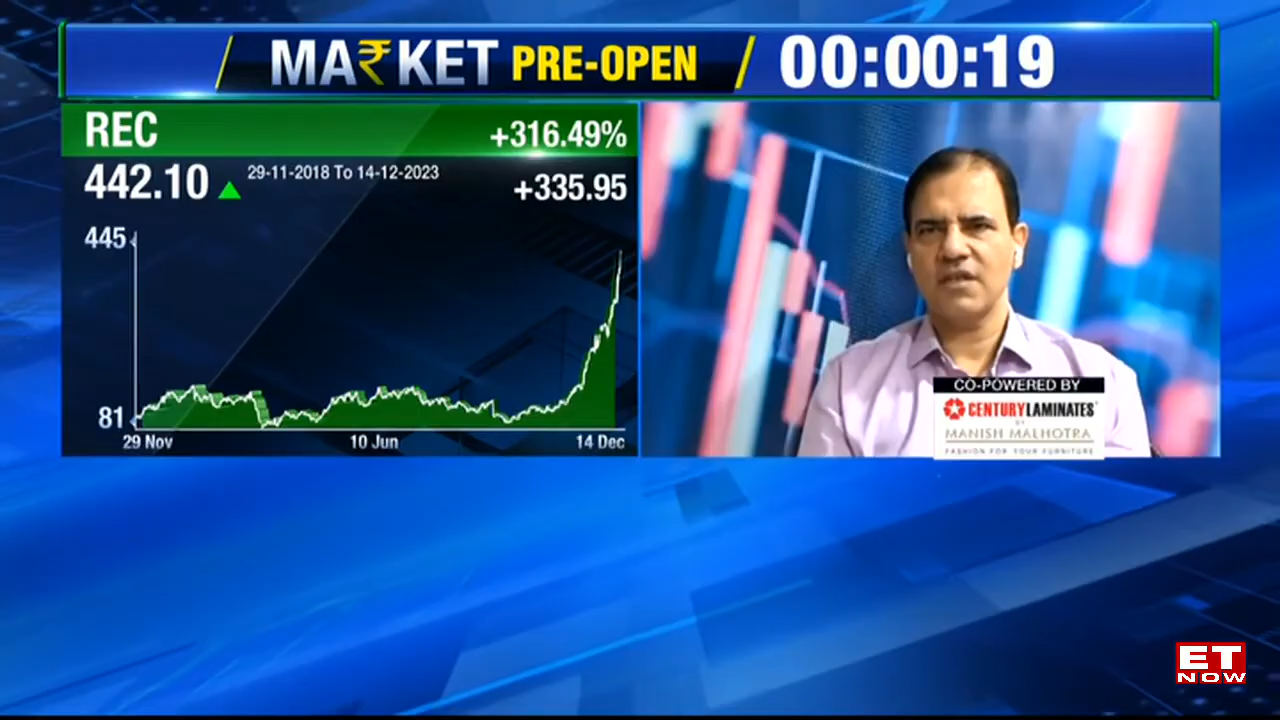 MA₹KET PRE-OPEN 00:00:19
REC +316.49%
442.10 29-11-2018 To 14-12-2023 +335.95
445
81
29 Nov 10 Jun 14 Dec
CO-POWERED BY
CENTURYLAMINATES
BY
MANISH MALHOTRA
FASHION FOR YOUR FURNITURE
ET
NOW